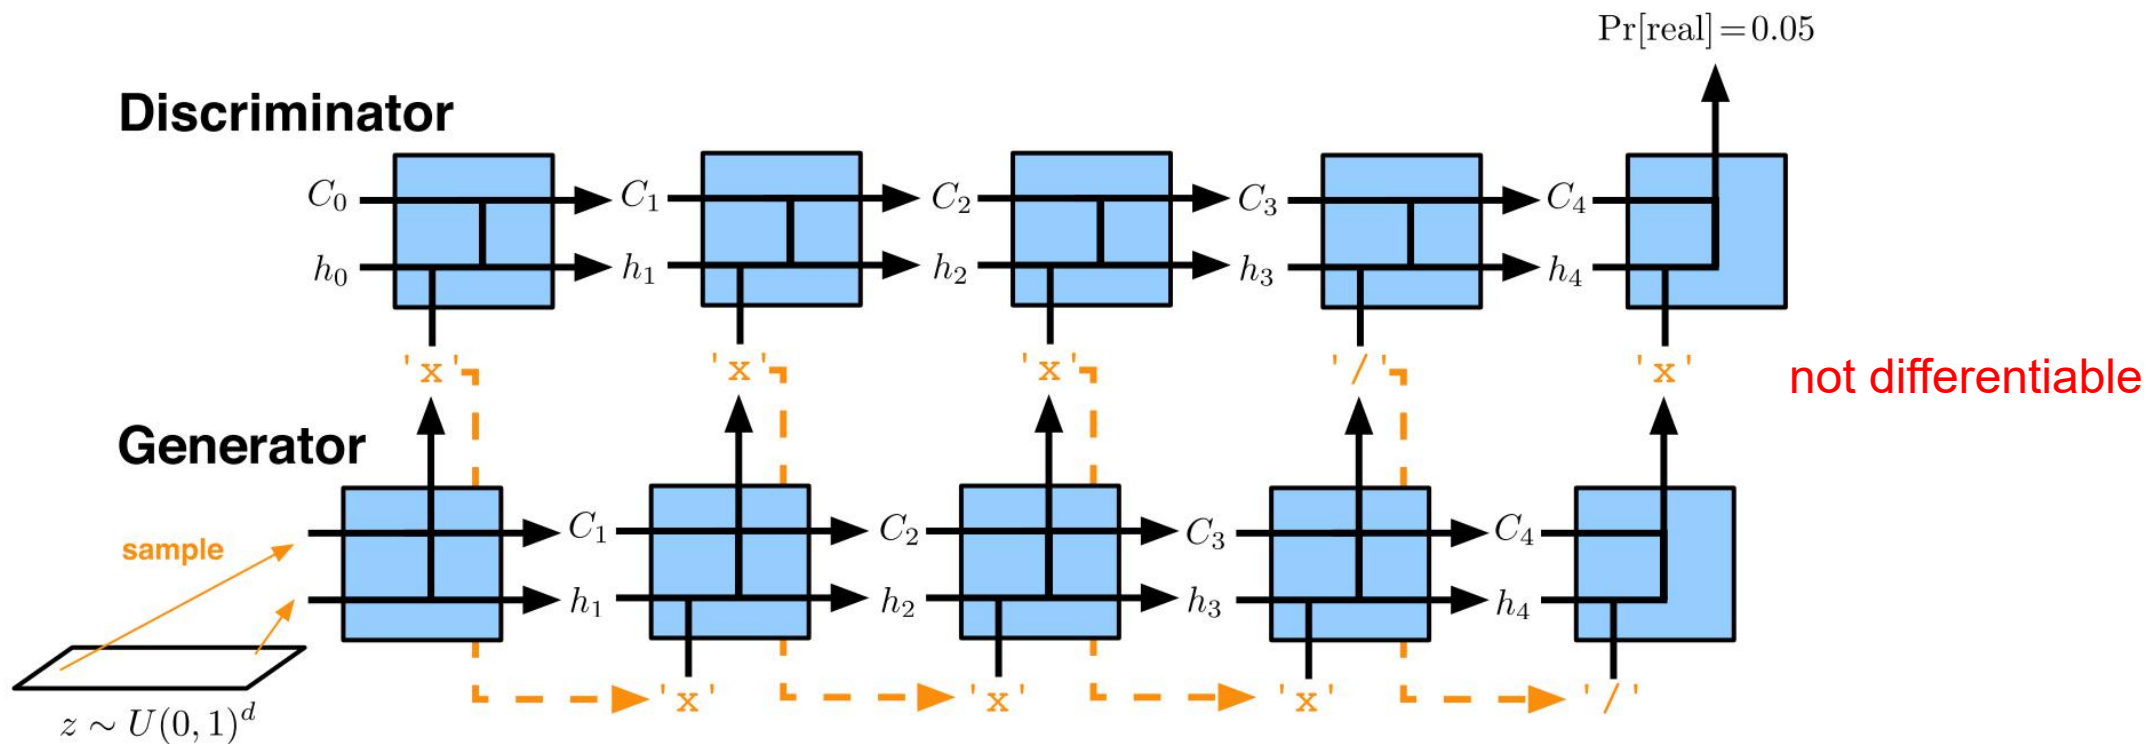 Pr[real]=0.05
Discriminator
C₀ C₁ C₂ C₃ C₄
h₀ h₁ h₂ h₃ h₄
'x' 'x' 'x' '/' 'x'
not differentiable
Generator
sample
C₁ C₂ C₃ C₄
h₁ h₂ h₃ h₄
'x' 'x' 'x' '/'
z ∼ U(0, 1)ᵈ